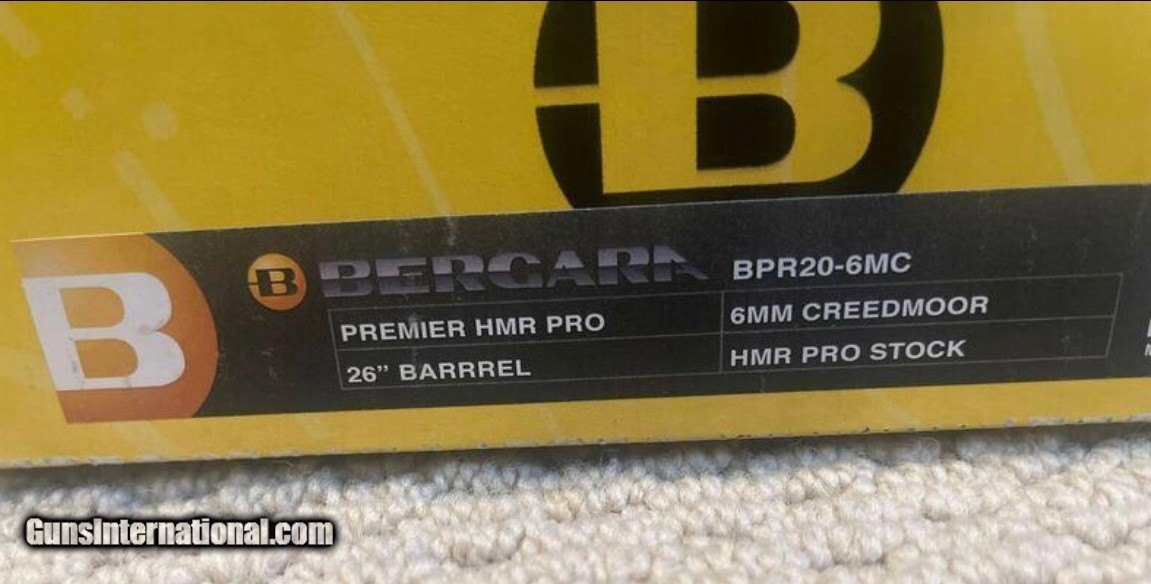 B
B
B BERGARA BPR20-6MC
PREMIER HMR PRO 6MM CREEDMOOR
26” BARRREL HMR PRO STOCK
GunsInternational.com